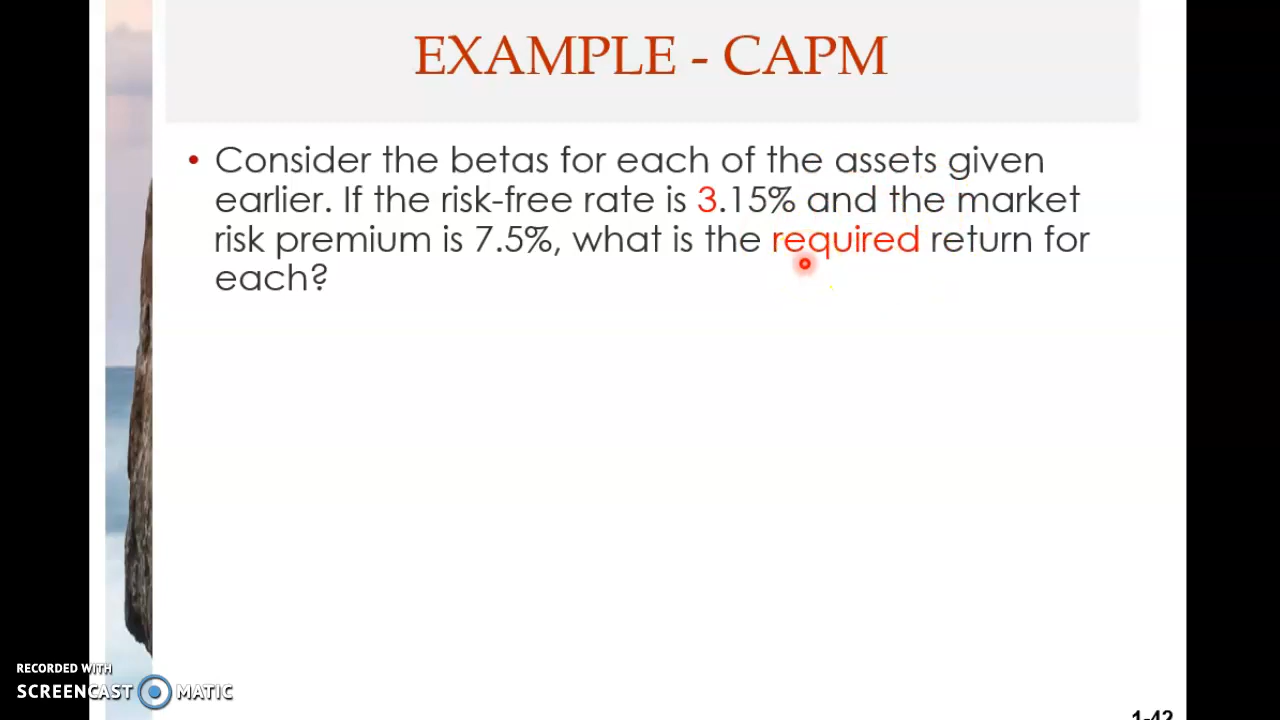 EXAMPLE - CAPM
• Consider the betas for each of the assets given
earlier. If the risk-free rate is 3.15% and the market
risk premium is 7.5%, what is the required return for
each?
RECORDED WITH
SCREENCAST MATIC
1-42